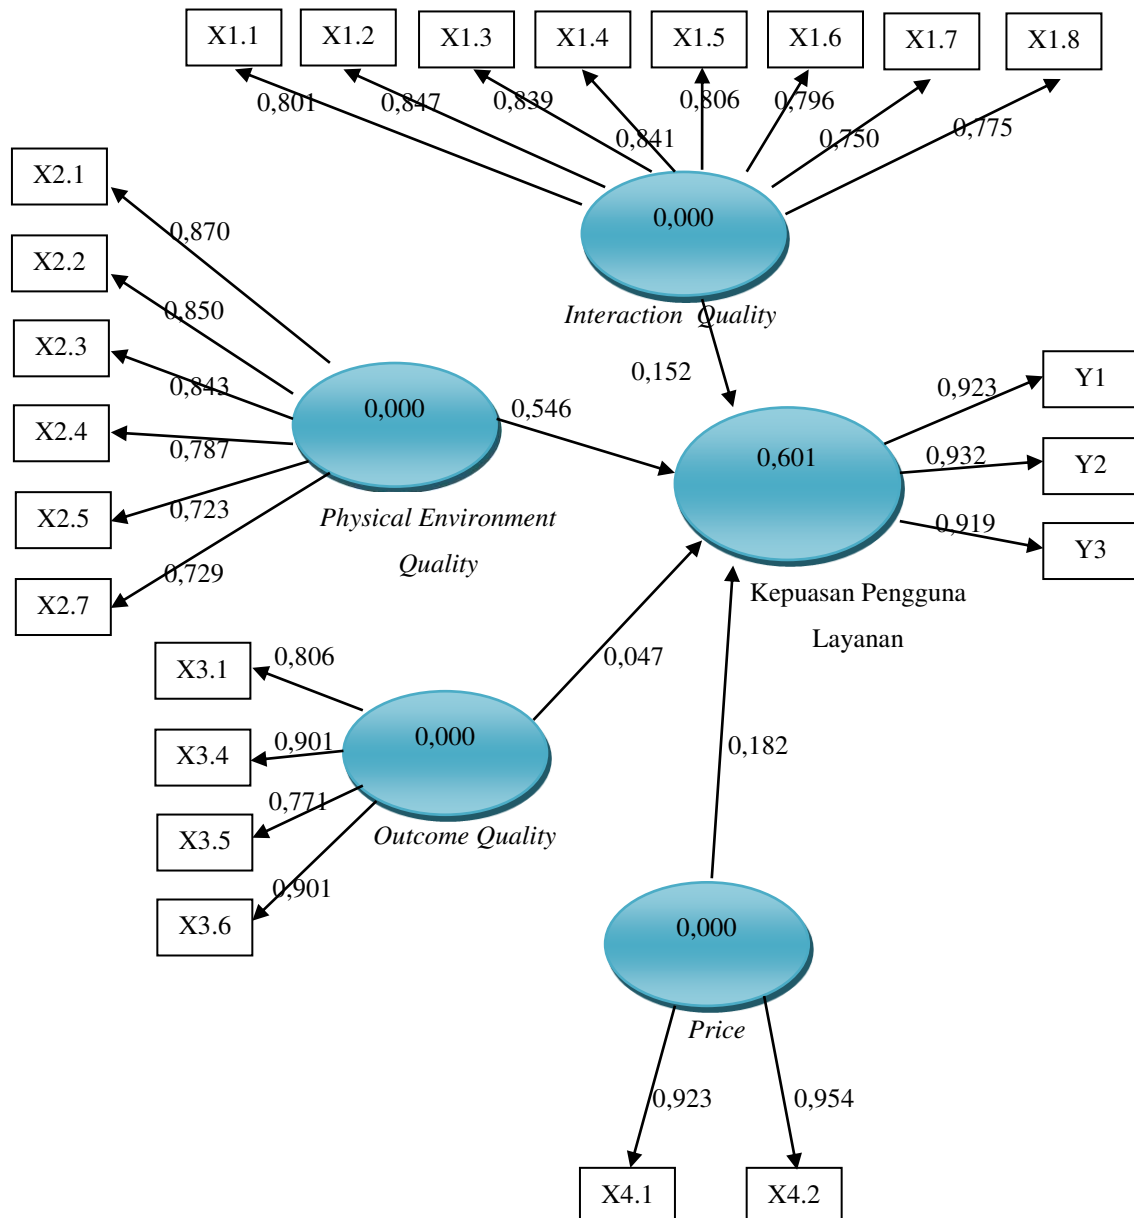 X1.1
X1.2
X1.3
X1.4
X1.5
X1.6
X1.7
X1.8
0,801
0,847
0,839
0,841
0,806
0,796
0,750
0,775
X2.1
X2.2
X2.3
X2.4
X2.5
X2.7
0,870
0,850
0,843
0,787
0,723
0,729
0,000
Interaction Quality
0,152
0,000
0,546
Physical Environment
Quality
0,601
Kepuasan Pengguna
Layanan
0,923
0,932
0,919
Y1
Y2
Y3
X3.1
X3.4
X3.5
X3.6
0,806
0,901
0,771
0,901
0,000
Outcome Quality
0,047
0,182
0,000
Price
0,923
0,954
X4.1
X4.2